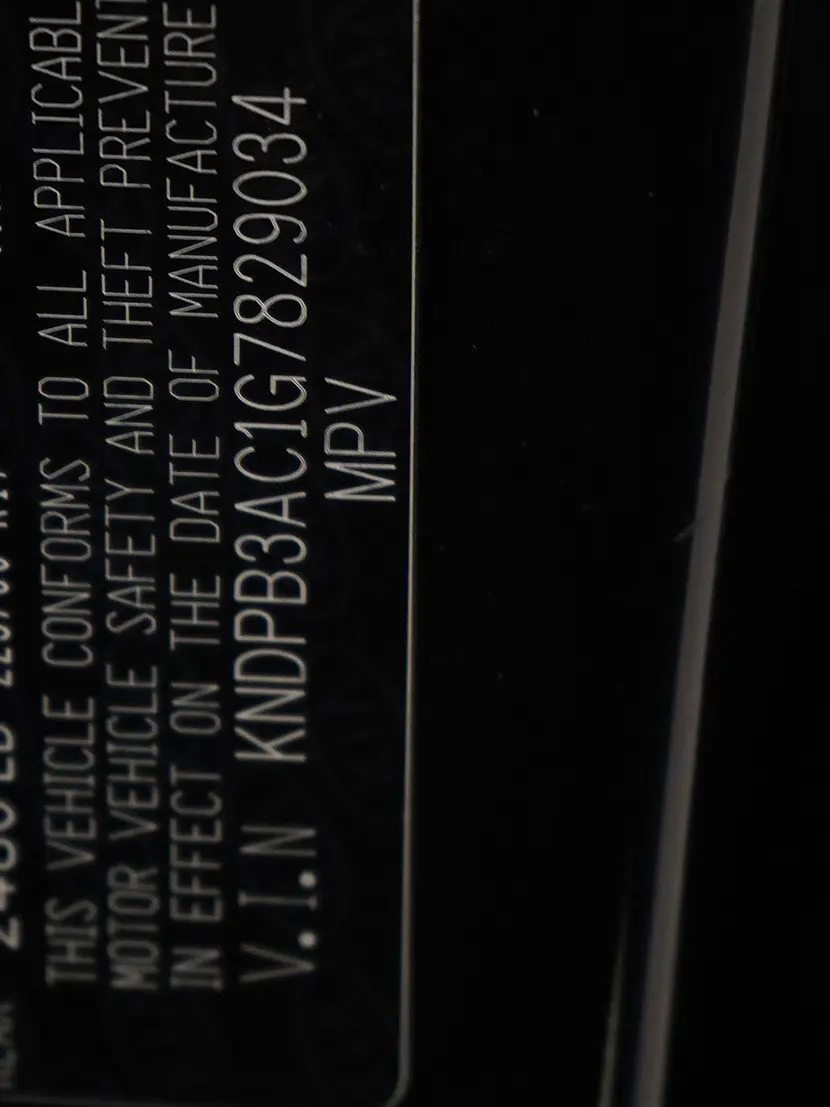 THIS VEHICLE CONFORMS TO ALL APPLICABL
MOTOR VEHICLE SAFETY AND THEFT PREVENT
IN EFFECT ON THE DATE OF MANUFACTURE
V.I.N KNDPB3AC1G7829034
MPV